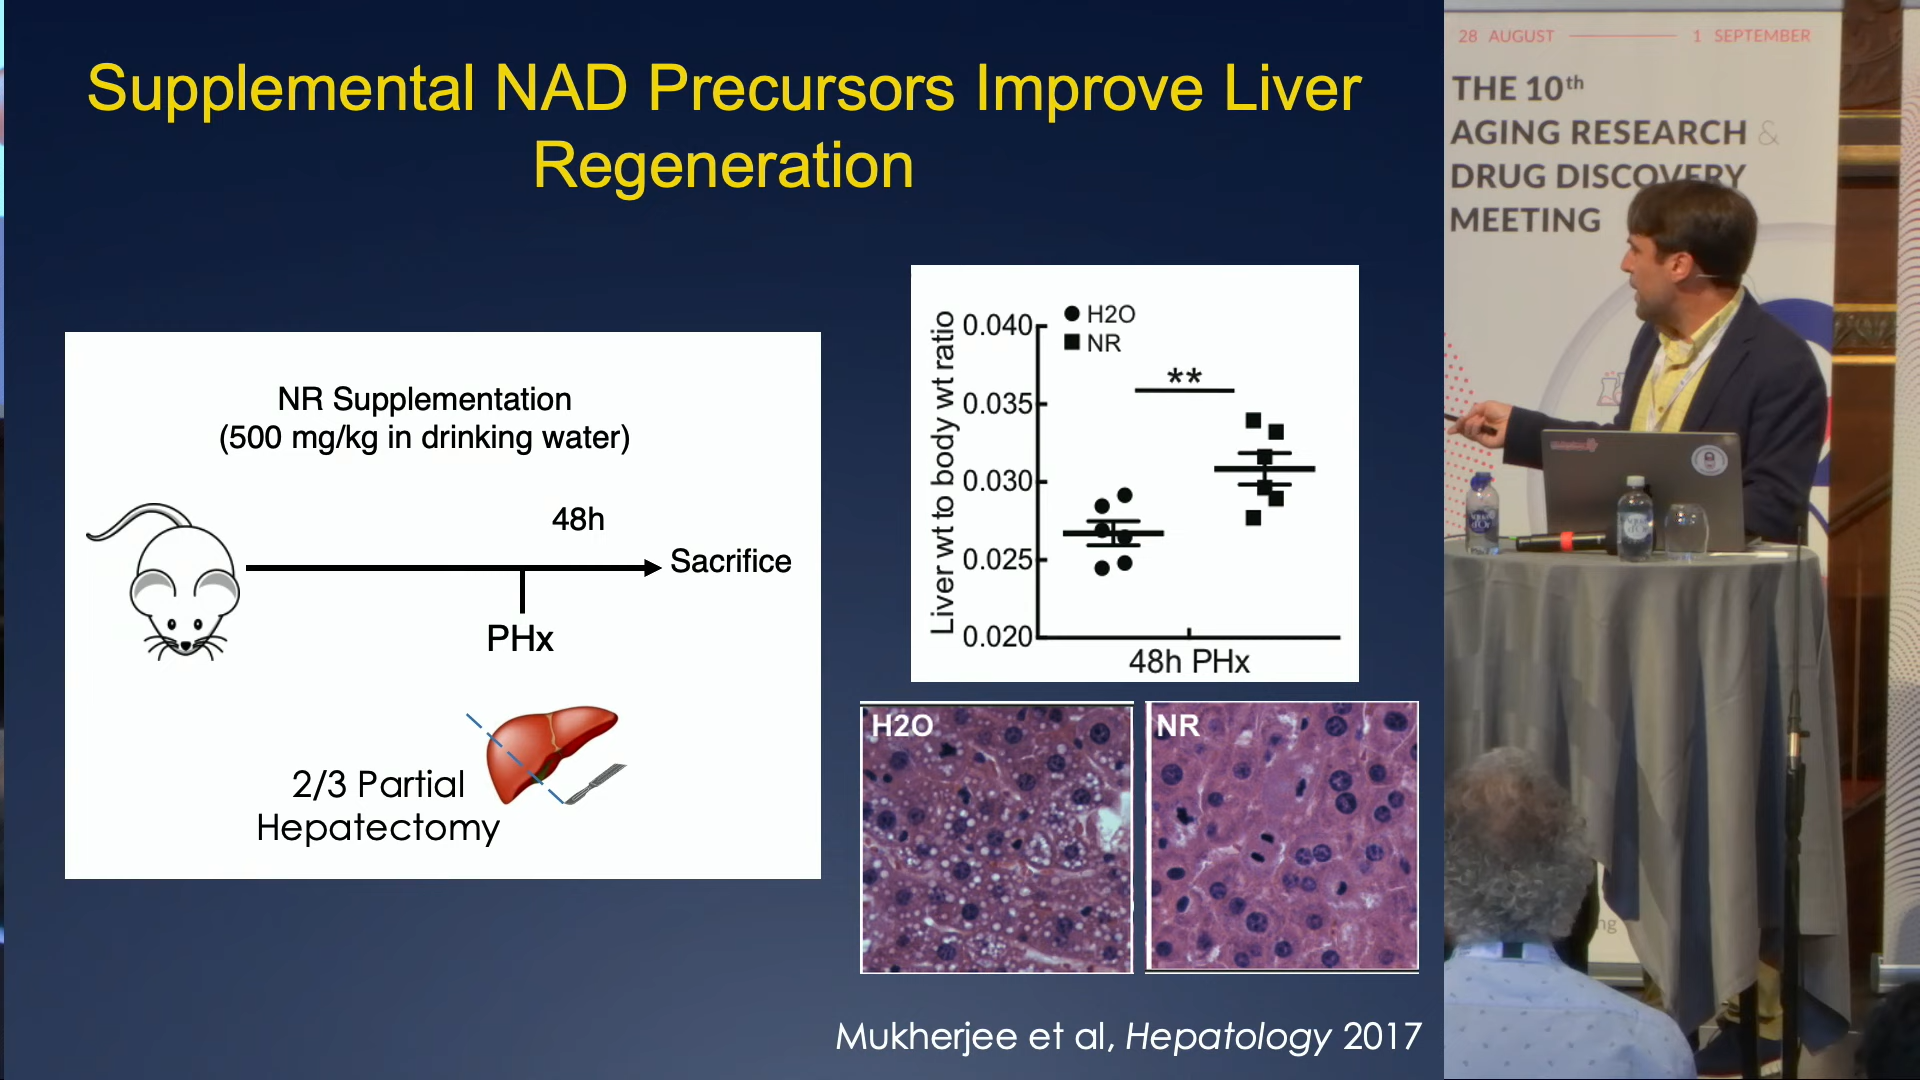 Supplemental NAD Precursors Improve Liver
Regeneration
NR Supplementation
(500 mg/kg in drinking water)
48h
Sacrifice
PHx
2/3 Partial
Hepatectomy
Liver wt to body wt ratio
H2O
NR
**
0.040
0.035
0.030
0.025
0.020
48h PHx
H2O
NR
Mukherjee et al, Hepatology 2017
28 AUGUST 1 SEPTEMBER
THE 10th
AGING RESEARCH &
DRUG DISCOVERY
MEETING